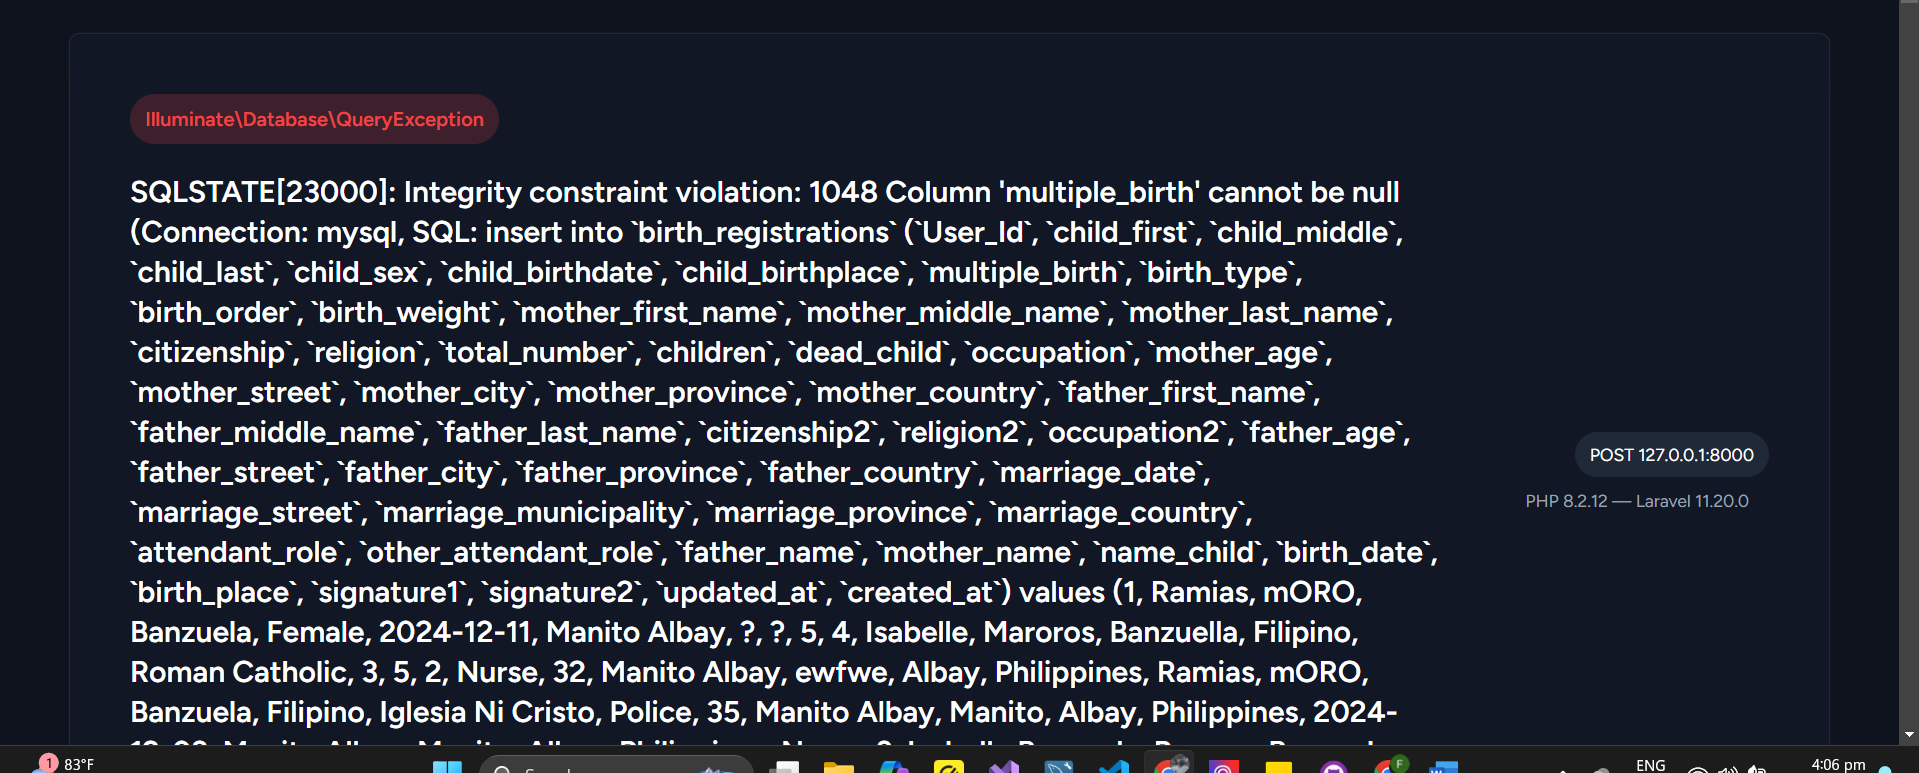 Illuminate\Database\QueryException
SQLSTATE[23000]: Integrity constraint violation: 1048 Column 'multiple_birth' cannot be null
(Connection: mysql, SQL: insert into `birth_registrations` (`User_Id`, `child_first`, `child_middle`,
`child_last`, `child_sex`, `child_birthdate`, `child_birthplace`, `multiple_birth`, `birth_type`,
`birth_order`, `birth_weight`, `mother_first_name`, `mother_middle_name`, `mother_last_name`,
`citizenship`, `religion`, `total_number`, `children`, `dead_child`, `occupation`, `mother_age`,
`mother_street`, `mother_city`, `mother_province`, `mother_country`, `father_first_name`,
`father_middle_name`, `father_last_name`, `citizenship2`, `religion2`, `occupation2`, `father_age`,
`father_street`, `father_city`, `father_province`, `father_country`, `marriage_date`,
`marriage_street`, `marriage_municipality`, `marriage_province`, `marriage_country`,
`attendant_role`, `other_attendant_role`, `father_name`, `mother_name`, `name_child`, `birth_date`,
`birth_place`, `signature1`, `signature2`, `updated_at`, `created_at`) values (1, Ramias, mORO,
Banzuela, Female, 2024-12-11, Manito Albay, ?, ?, 5, 4, Isabelle, Maroros, Banzuella, Filipino,
Roman Catholic, 3, 5, 2, Nurse, 32, Manito Albay, ewfwe, Albay, Philippines, Ramias, mORO,
Banzuela, Filipino, Iglesia Ni Cristo, Police, 35, Manito Albay, Manito, Albay, Philippines, 2024-
POST 127.0.0.1:8000
PHP 8.2.12 — Laravel 11.20.0
1
83°F
F
ENG
4:06 pm